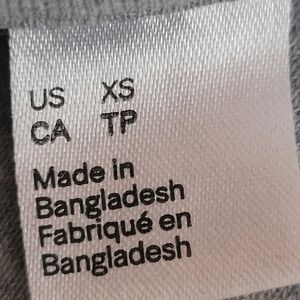 US XS
CA TP
Made in
Bangladesh
Fabriqué en
Bangladesh